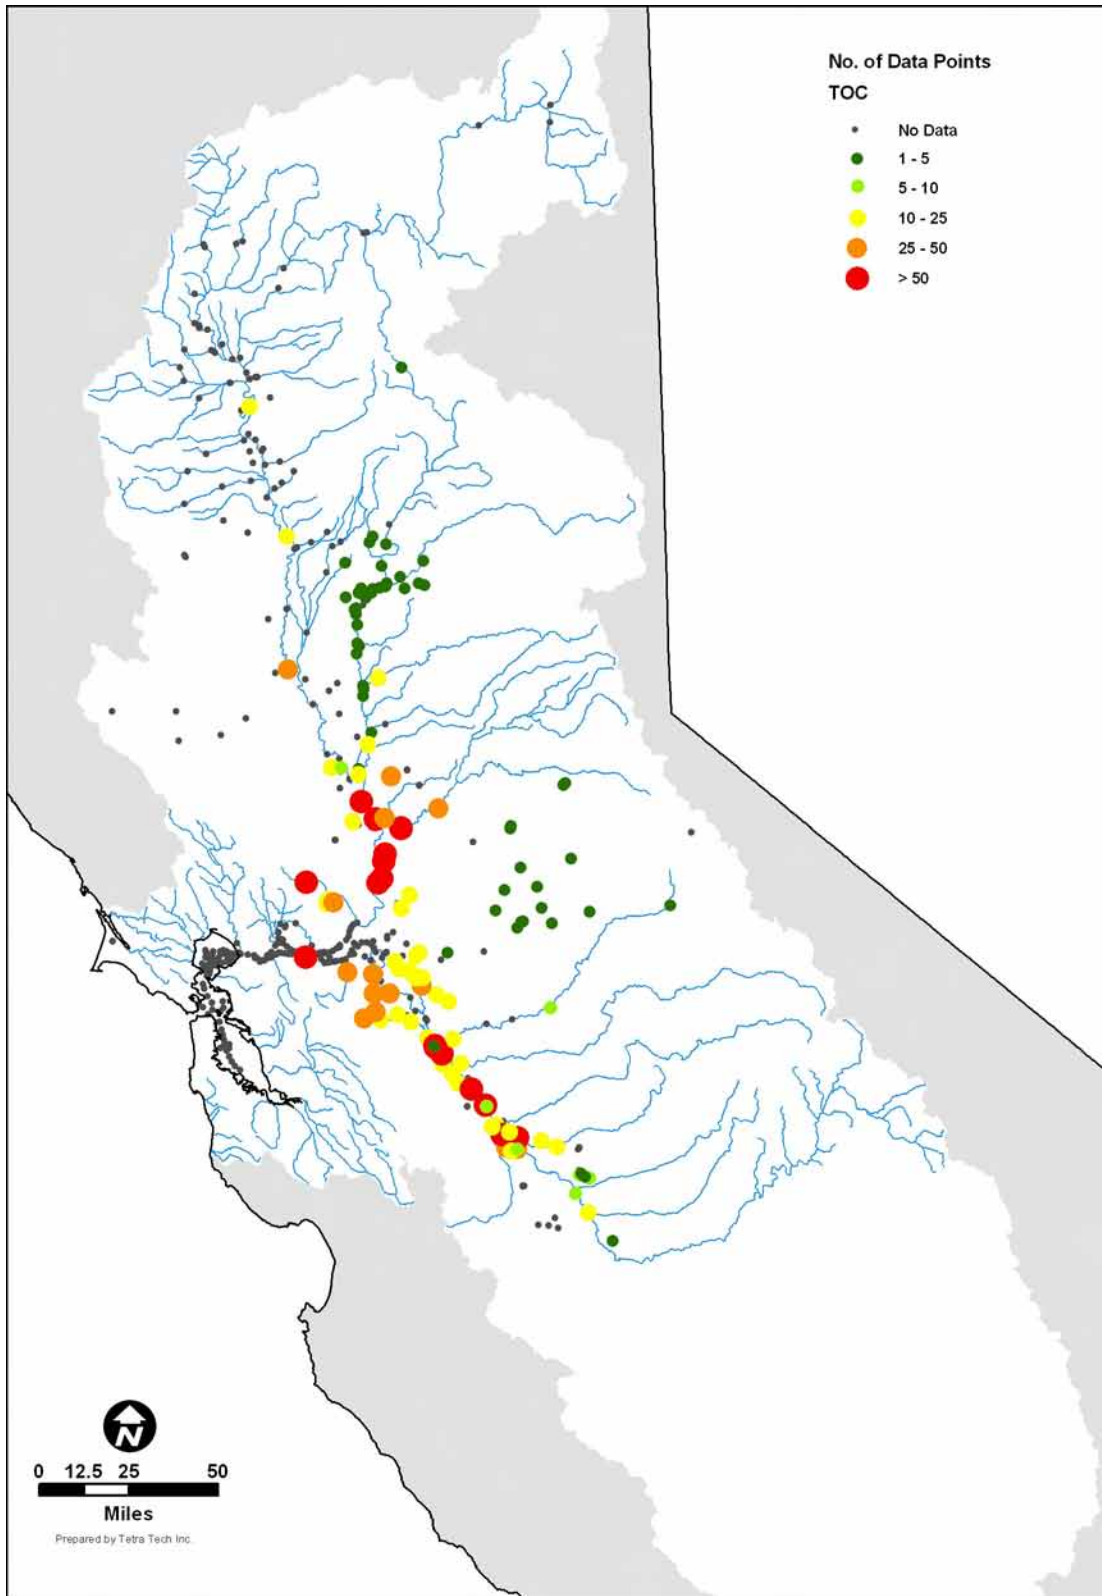 No. of Data Points
TOC
No Data
1 - 5
5 - 10
10 - 25
25 - 50
> 50
N
0 12.5 25 50
Miles
Prepared by Tetra Tech Inc.